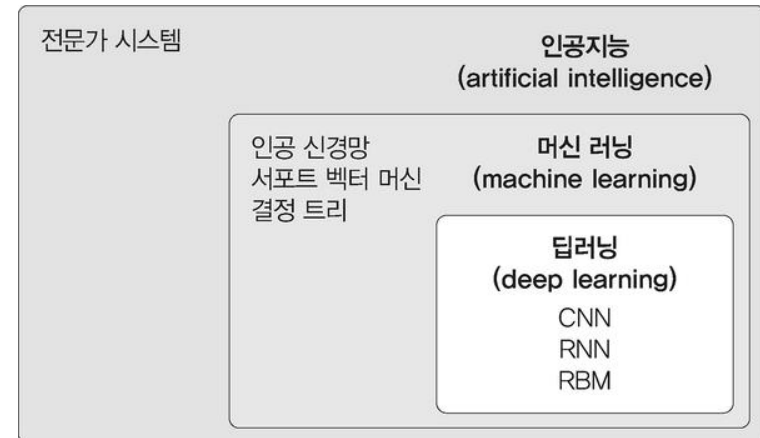 전문가 시스템
인공지능
(artificial intelligence)
인공 신경망
서포트 벡터 머신
결정 트리
머신 러닝
(machine learning)
딥러닝
(deep learning)
CNN
RNN
RBM